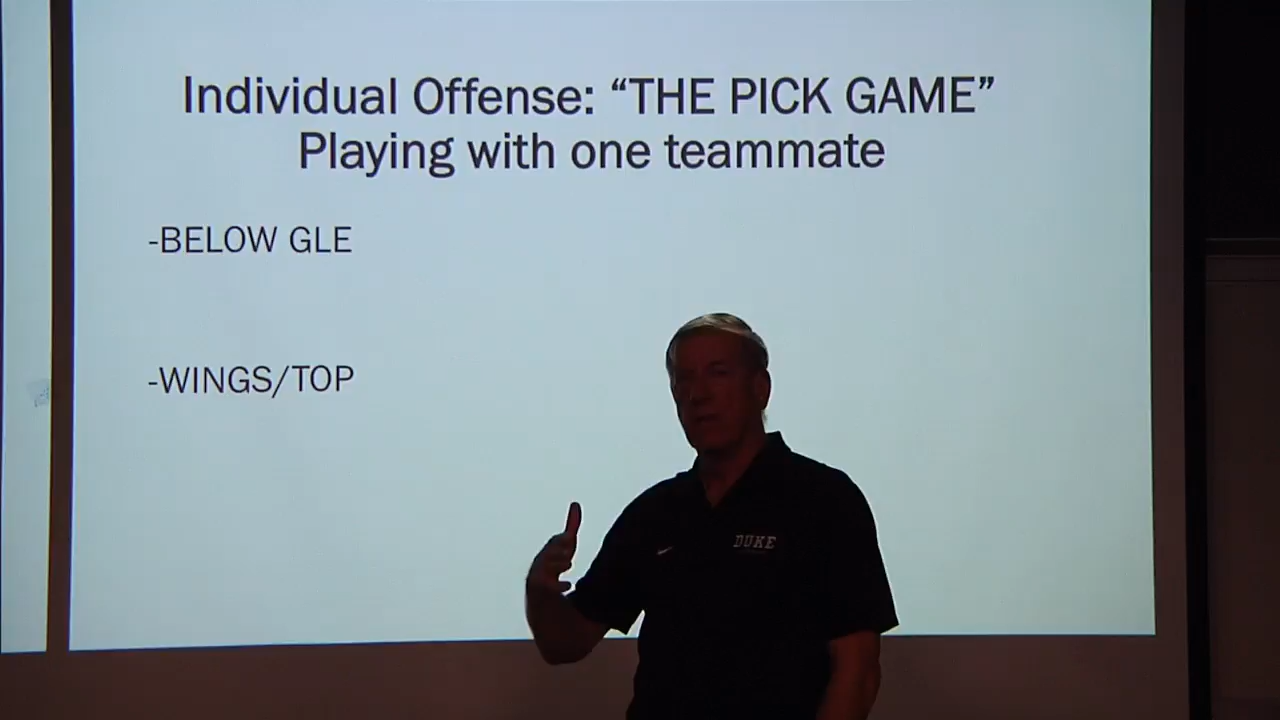 Individual Offense: “THE PICK GAME”
Playing with one teammate
-BELOW GLE
-WINGS/TOP
DUKE